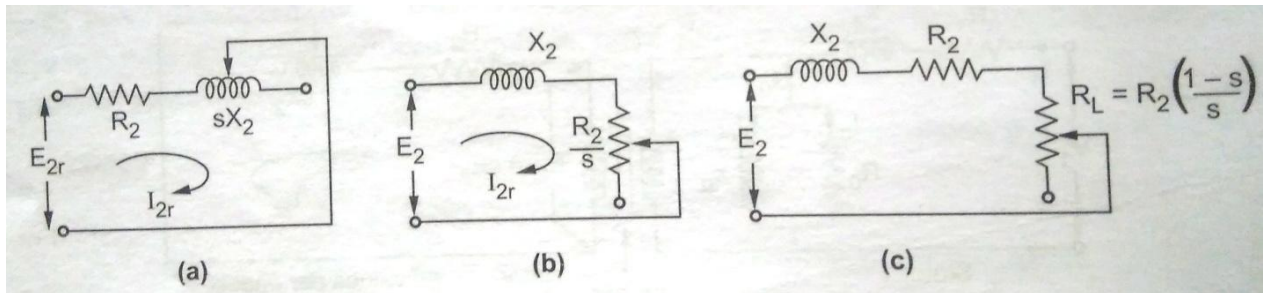 E2r
R2
sX2
I2r
(a)
X2
E2
R2
s
I2r
(b)
X2
R2
E2
RL = R2(1 – s / s)
(c)